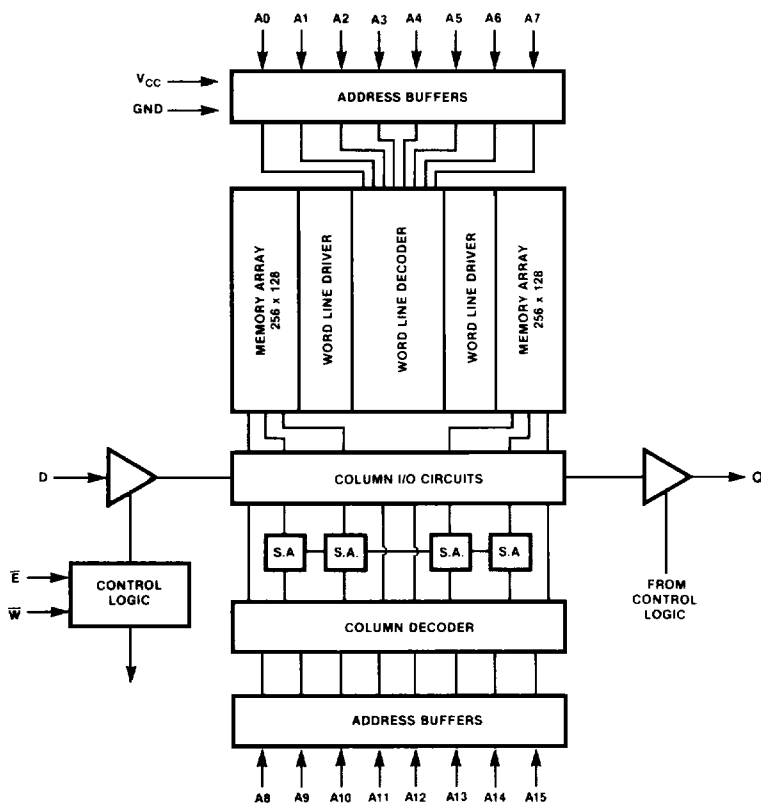 A0 A1 A2 A3 A4 A5 A6 A7
VCC
GND
ADDRESS BUFFERS
MEMORY ARRAY
256 x 128
WORD LINE DRIVER
WORD LINE DECODER
WORD LINE DRIVER
MEMORY ARRAY
256 x 128
D
COLUMN I/O CIRCUITS
Q
S.A
S.A.
S.A.
S.A
E̅
W̅
CONTROL
LOGIC
FROM
CONTROL
LOGIC
COLUMN DECODER
ADDRESS BUFFERS
A8 A9 A10 A11 A12 A13 A14 A15